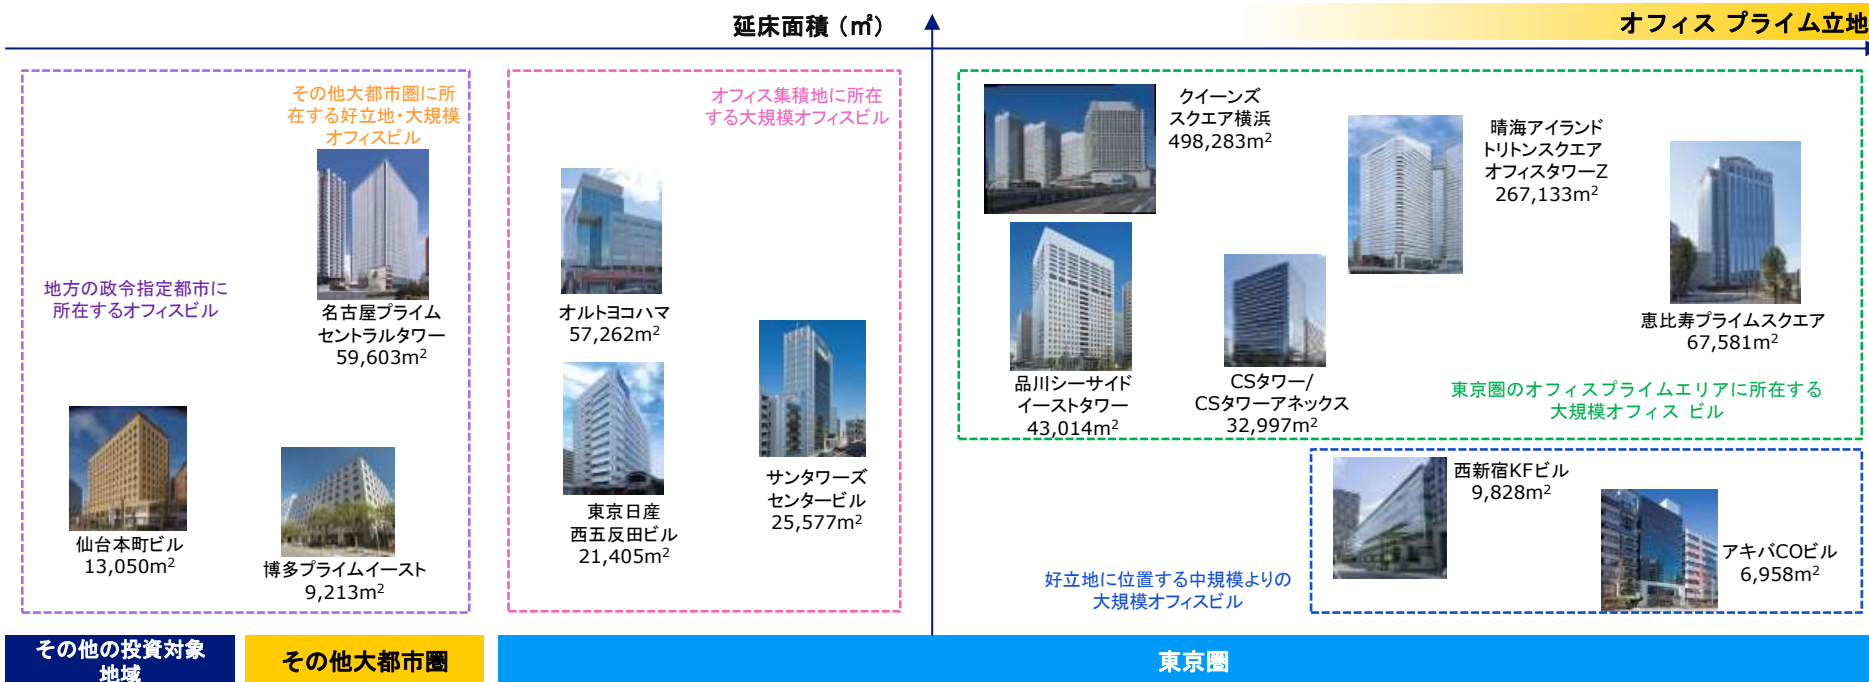 延床面積（㎡）
オフィス プライム立地
その他大都市圏に所
在する好立地・大規模
オフィスビル
地方の政令指定都市に
所在するオフィスビル
名古屋プライム
セントラルタワー
59,603m²
仙台本町ビル
13,050m²
博多プライムイースト
9,213m²
オフィス集積地に所在
する大規模オフィスビル
オルトヨコハマ
57,262m²
東京日産
西五反田ビル
21,405m²
サンタワーズ
センタービル
25,577m²
クイーンズ
スクエア横浜
498,283m²
晴海アイランド
トリトンスクエア
オフィスタワーZ
267,133m²
恵比寿プライムスクエア
67,581m²
品川シーサイド
イーストタワー
43,014m²
CSタワー/
CSタワーアネックス
32,997m²
東京圏のオフィスプライムエリアに所在する
大規模オフィス ビル
西新宿KFビル
9,828m²
アキバCOビル
6,958m²
好立地に位置する中規模よりの
大規模オフィスビル
その他の投資対象
地域
その他大都市圏
東京圏